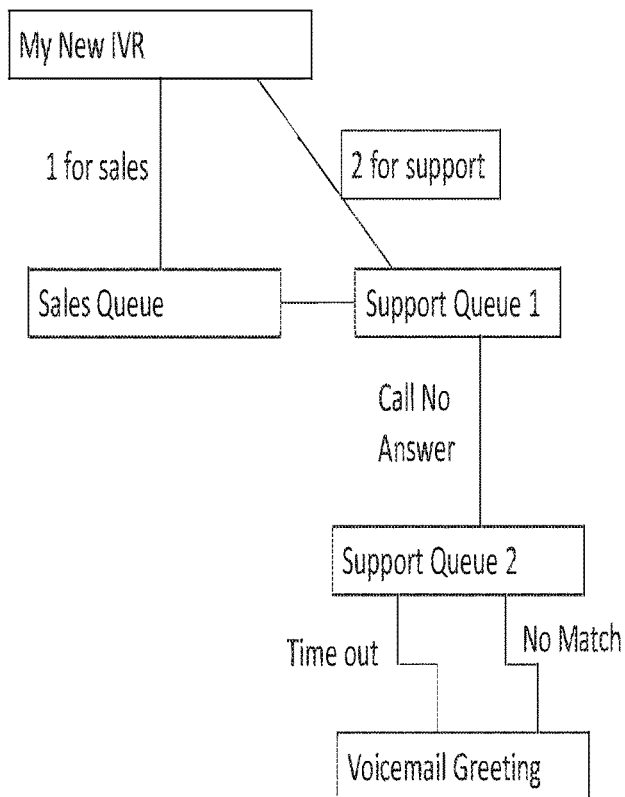 My New IVR
1 for sales
2 for support
Sales Queue
Support Queue 1
Call No
Answer
Support Queue 2
Time out
No Match
Voicemail Greeting